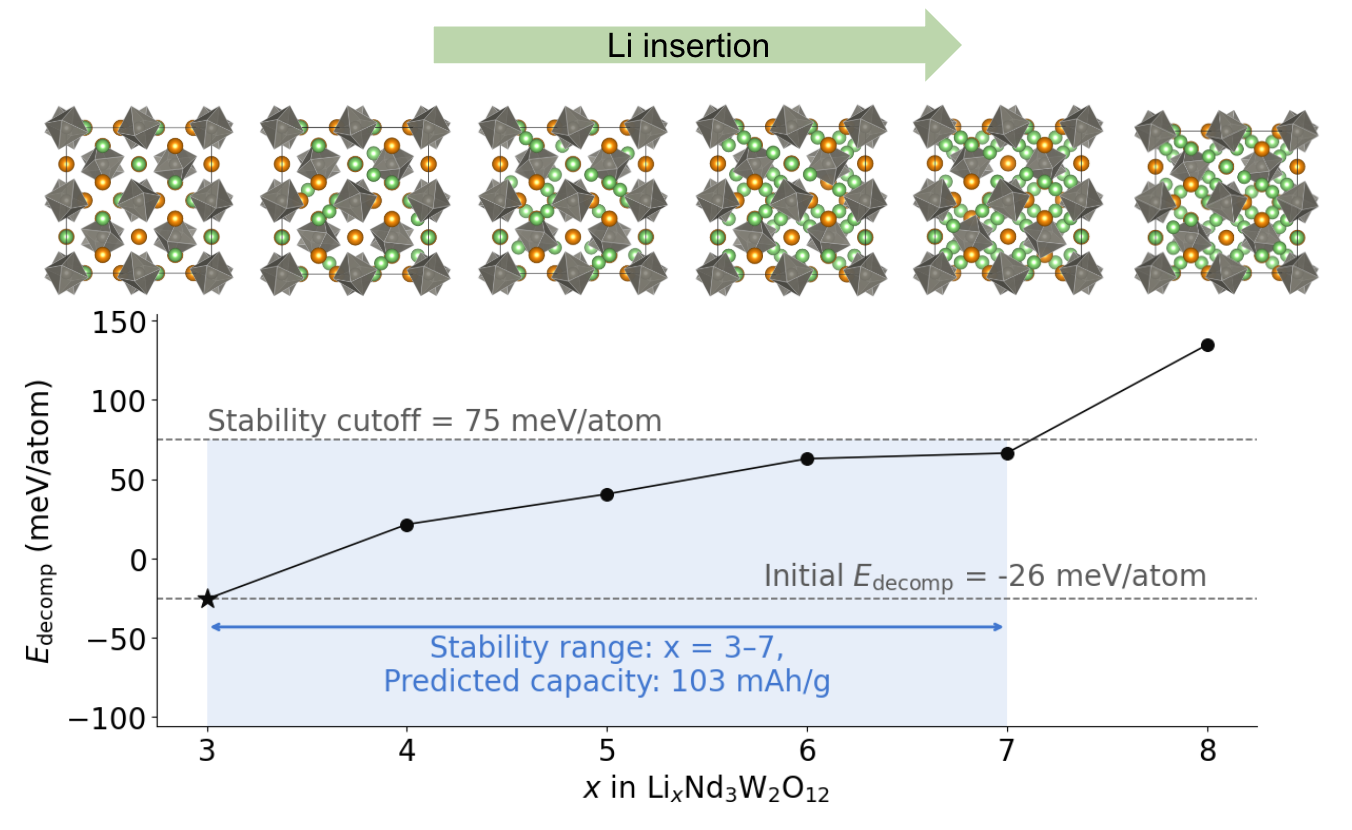 Li insertion
150
100
50
0
−50
−100
E_decomp (meV/atom)
Stability cutoff = 75 meV/atom
Initial E_decomp = -26 meV/atom
Stability range: x = 3–7,
Predicted capacity: 103 mAh/g
3 4 5 6 7 8
x in LiₓNd₃W₂O₁₂